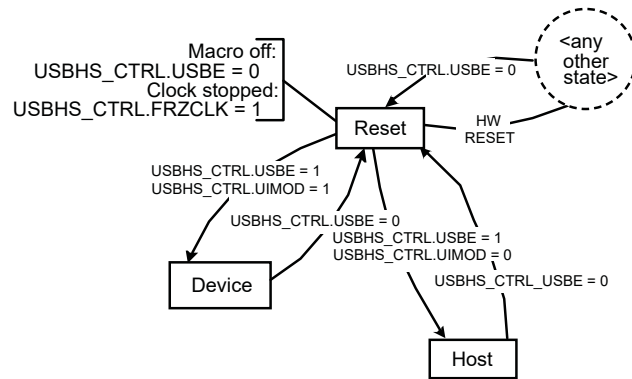 Macro off:
USBHS_CTRL.USBE = 0
Clock stopped:
USBHS_CTRL.FRZCLK = 1
<any
other
state>
USBHS_CTRL.USBE = 0
Reset
HW
RESET
USBHS_CTRL.USBE = 1
USBHS_CTRL.UIMOD = 1
USBHS_CTRL.USBE = 0
USBHS_CTRL.USBE = 1
USBHS_CTRL.UIMOD = 0
USBHS_CTRL_USBE = 0
Device
Host